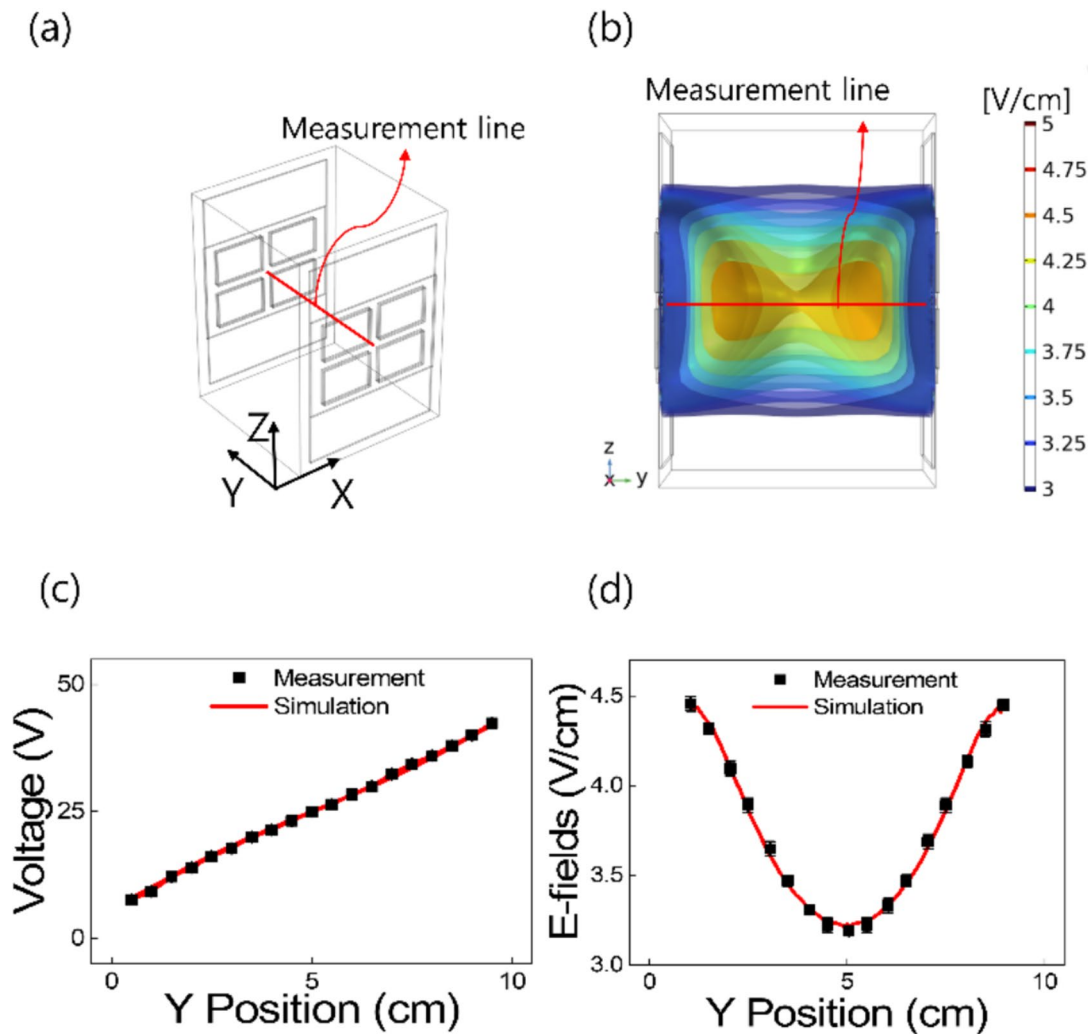 (a)
Measurement line
Z
Y
X
(b)
Measurement line
[V/cm]
5
4.75
4.5
4.25
4
3.75
3.5
3.25
3
z
x
y
(c)
Measurement
Simulation
Voltage (V)
50
25
0
0 5 10
Y Position (cm)
(d)
Measurement
Simulation
E-fields (V/cm)
4.5
4.0
3.5
3.0
0 5 10
Y Position (cm)